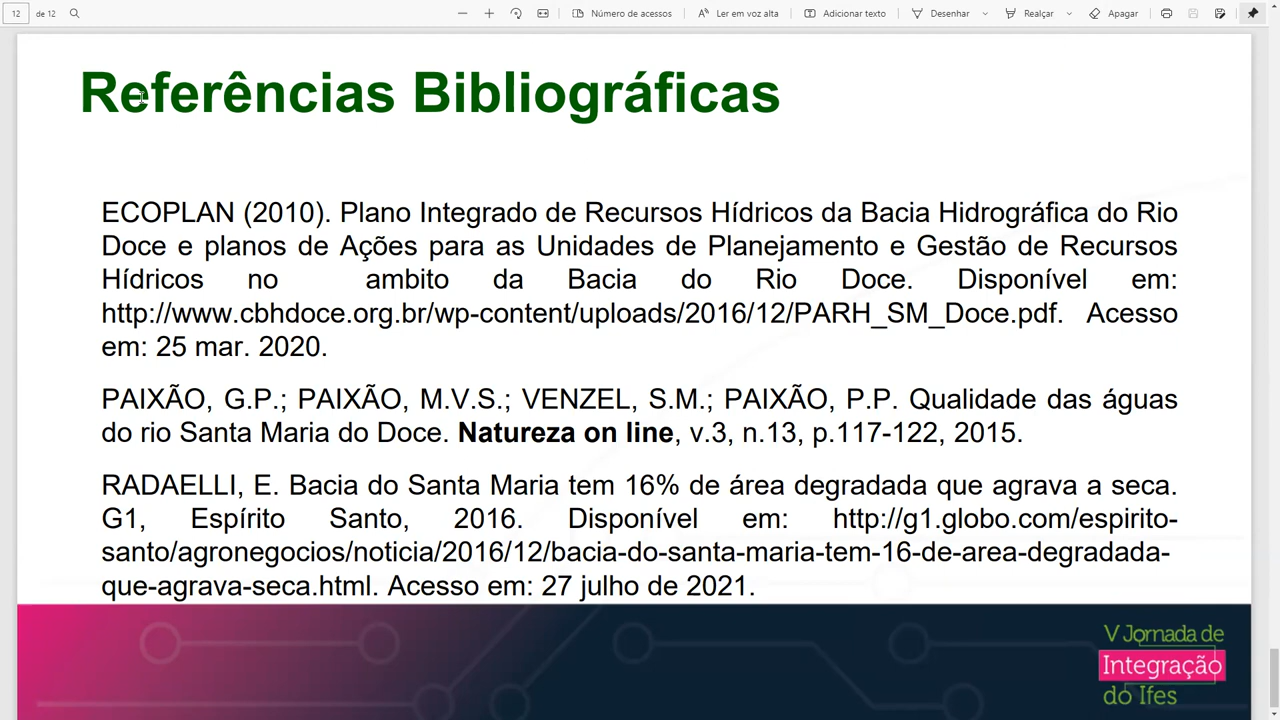 12 de 12 Número de acessos Ler em voz alta Adicionar texto Desenhar Realçar Apagar
Referências Bibliográficas
ECOPLAN (2010). Plano Integrado de Recursos Hídricos da Bacia Hidrográfica do Rio
Doce e planos de Ações para as Unidades de Planejamento e Gestão de Recursos
Hídricos no ambito da Bacia do Rio Doce. Disponível em:
http://www.cbhdoce.org.br/wp-content/uploads/2016/12/PARH_SM_Doce.pdf. Acesso
em: 25 mar. 2020.
PAIXÃO, G.P.; PAIXÃO, M.V.S.; VENZEL, S.M.; PAIXÃO, P.P. Qualidade das águas
do rio Santa Maria do Doce. Natureza on line, v.3, n.13, p.117-122, 2015.
RADAELLI, E. Bacia do Santa Maria tem 16% de área degradada que agrava a seca.
G1, Espírito Santo, 2016. Disponível em: http://g1.globo.com/espirito-
santo/agronegocios/noticia/2016/12/bacia-do-santa-maria-tem-16-de-area-degradada-
que-agrava-seca.html. Acesso em: 27 julho de 2021.
V Jornada de
Integração
do Ifes